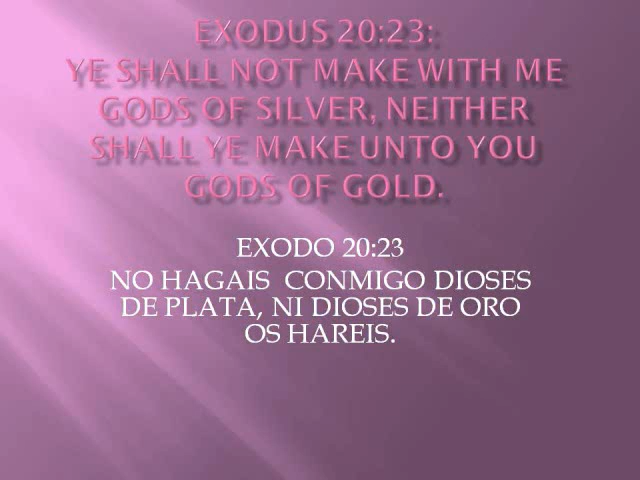 EXODUS 20:23:
YE SHALL NOT MAKE WITH ME
GODS OF SILVER, NEITHER
SHALL YE MAKE UNTO YOU
GODS OF GOLD.
EXODO 20:23
NO HAGAIS  CONMIGO DIOSES
DE PLATA, NI DIOSES DE ORO
OS HAREIS.